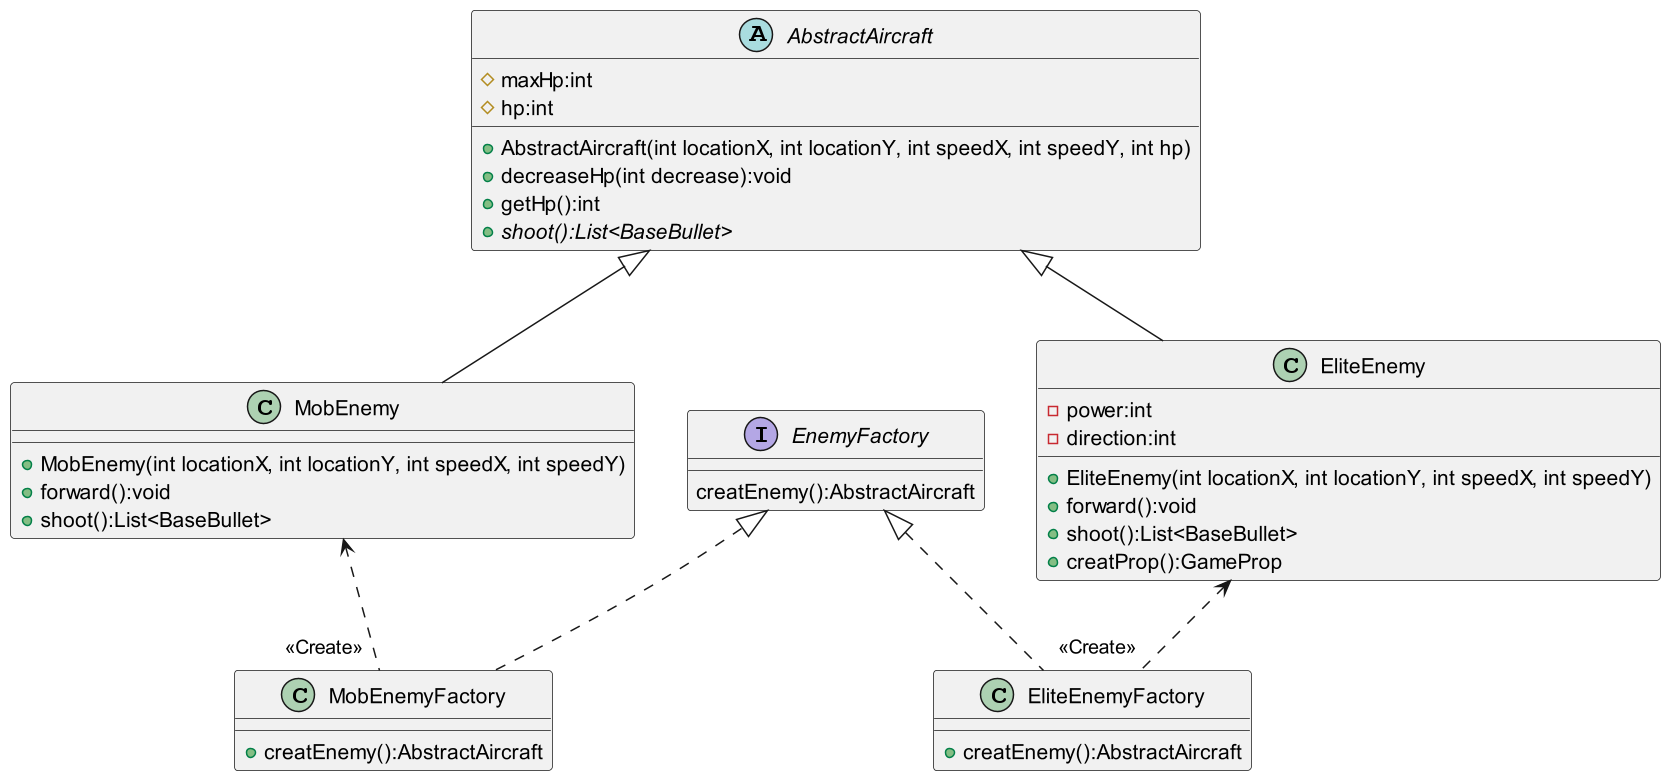 A AbstractAircraft
maxHp:int
hp:int
AbstractAircraft(int locationX, int locationY, int speedX, int speedY, int hp)
decreaseHp(int decrease):void
getHp():int
shoot():List<BaseBullet>
C MobEnemy
MobEnemy(int locationX, int locationY, int speedX, int speedY)
forward():void
shoot():List<BaseBullet>
I EnemyFactory
creatEnemy():AbstractAircraft
C EliteEnemy
power:int
direction:int
EliteEnemy(int locationX, int locationY, int speedX, int speedY)
forward():void
shoot():List<BaseBullet>
creatProp():GameProp
«Create»
«Create»
C MobEnemyFactory
creatEnemy():AbstractAircraft
C EliteEnemyFactory
creatEnemy():AbstractAircraft